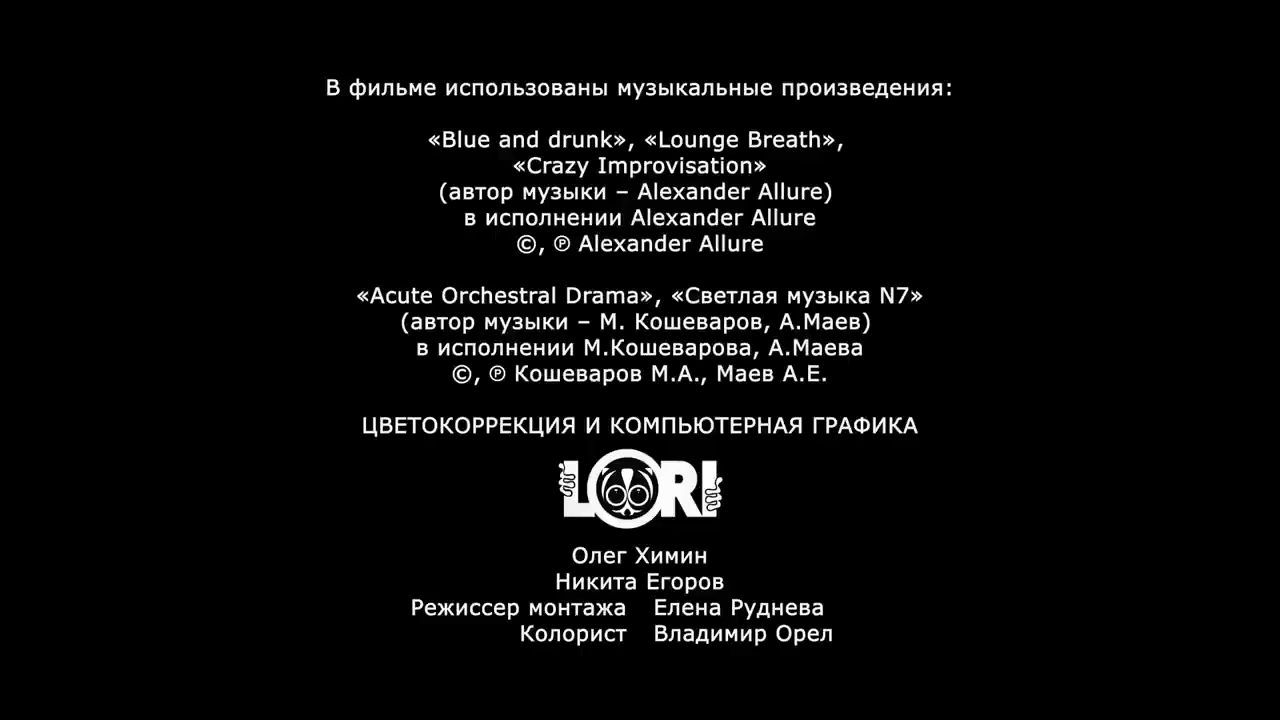 В фильме использованы музыкальные произведения:
«Blue and drunk», «Lounge Breath»,
«Crazy Improvisation»
(автор музыки – Alexander Allure)
в исполнении Alexander Allure
©, ℗ Alexander Allure
«Acute Orchestral Drama», «Светлая музыка N7»
(автор музыки – М. Кошеваров, А.Маев)
в исполнении М.Кошеварова, А.Маева
©, ℗ Кошеваров М.А., Маев А.Е.
ЦВЕТОКОРРЕКЦИЯ И КОМПЬЮТЕРНАЯ ГРАФИКА
LORI
Олег Химин
Никита Егоров
Режиссер монтажа Елена Руднева
Колорист Владимир Орел